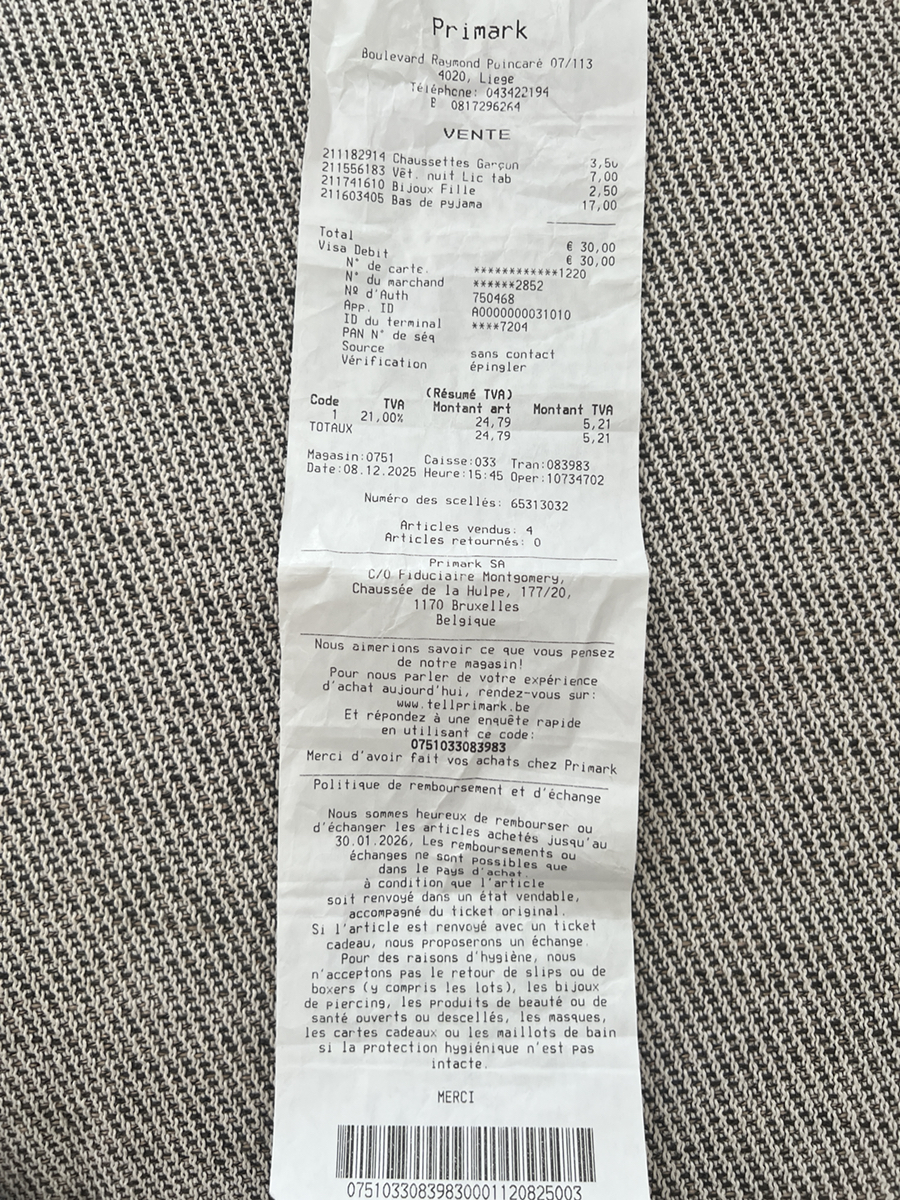 Primark
Boulevard Raymond Poincaré 07/113
4020, Liege
Téléphone: 043422194
B 0817296264
VENTE
211182914 Chaussettes Garçon 3,50
211556183 Vêt. nuit Lic tab 7,00
211741610 Bijoux Fille 2,50
211603405 Bas de pyjama 17,00
Total € 30,00
Visa Debit € 30,00
N° de carte. ************1220
N° du marchand ******2852
Nº d'Auth 750468
App. ID A0000000031010
ID du terminal ****7204
PAN N° de séq
Source sans contact
Vérification épingler
(Résumé TVA)
Code TVA Montant art Montant TVA
1 21,00% 24,79 5,21
TOTAUX 24,79 5,21
Magasin:0751 Caisse:033 Tran:083983
Date:08.12.2025 Heure:15:45 Oper:10734702
Numéro des scellés: 65313032
Articles vendus: 4
Articles retournés: 0
Primark SA
C/O Fiduciaire Montgomery,
Chaussée de la Hulpe, 177/20,
1170 Bruxelles
Belgique
Nous aimerions savoir ce que vous pensez
de notre magasin!
Pour nous parler de votre expérience
d'achat aujourd'hui, rendez-vous sur:
www.tellprimark.be
Et répondez à une enquête rapide
en utilisant ce code:
0751033083983
Merci d'avoir fait vos achats chez Primark
Politique de remboursement et d'échange
Nous sommes heureux de rembourser ou
d'échanger les articles achetés jusqu'au
30.01.2026, Les remboursements ou
échanges ne sont possibles que
dans le pays d'achat.
à condition que l'article
soit renvoyé dans un état vendable,
accompagné du ticket original.
Si l'article est renvoyé avec un ticket
cadeau, nous proposerons un échange.
Pour des raisons d'hygiène, nous
n'acceptons pas le retour de slips ou de
boxers (y compris les lots), les bijoux
de piercing, les produits de beauté ou de
santé ouverts ou descellés, les masques,
les cartes cadeaux ou les maillots de bain
si la protection hygiénique n'est pas
intacte.
MERCI
07510330839830001120825003